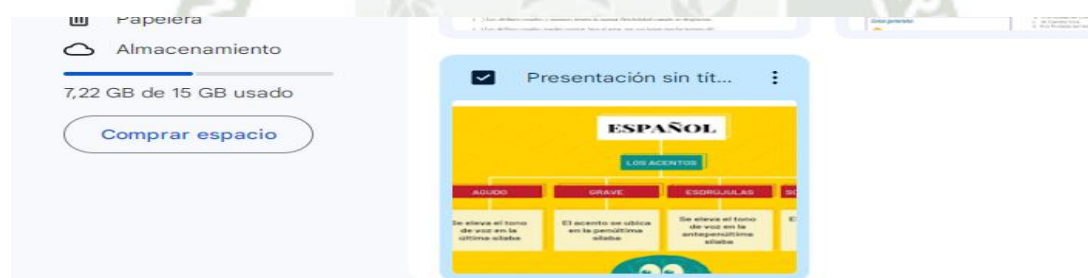 Papelera
Almacenamiento
7,22 GB de 15 GB usado
Comprar espacio
Presentación sin tít...
ESPAÑOL
LOS ACENTOS
AGUDO
GRAVE
ESDRÚJULAS
Se eleva el tono
de voz en la
última sílaba
El acento se ubica
en la penúltima
sílaba
Se eleva el tono
de voz en la
antepenúltima
sílaba